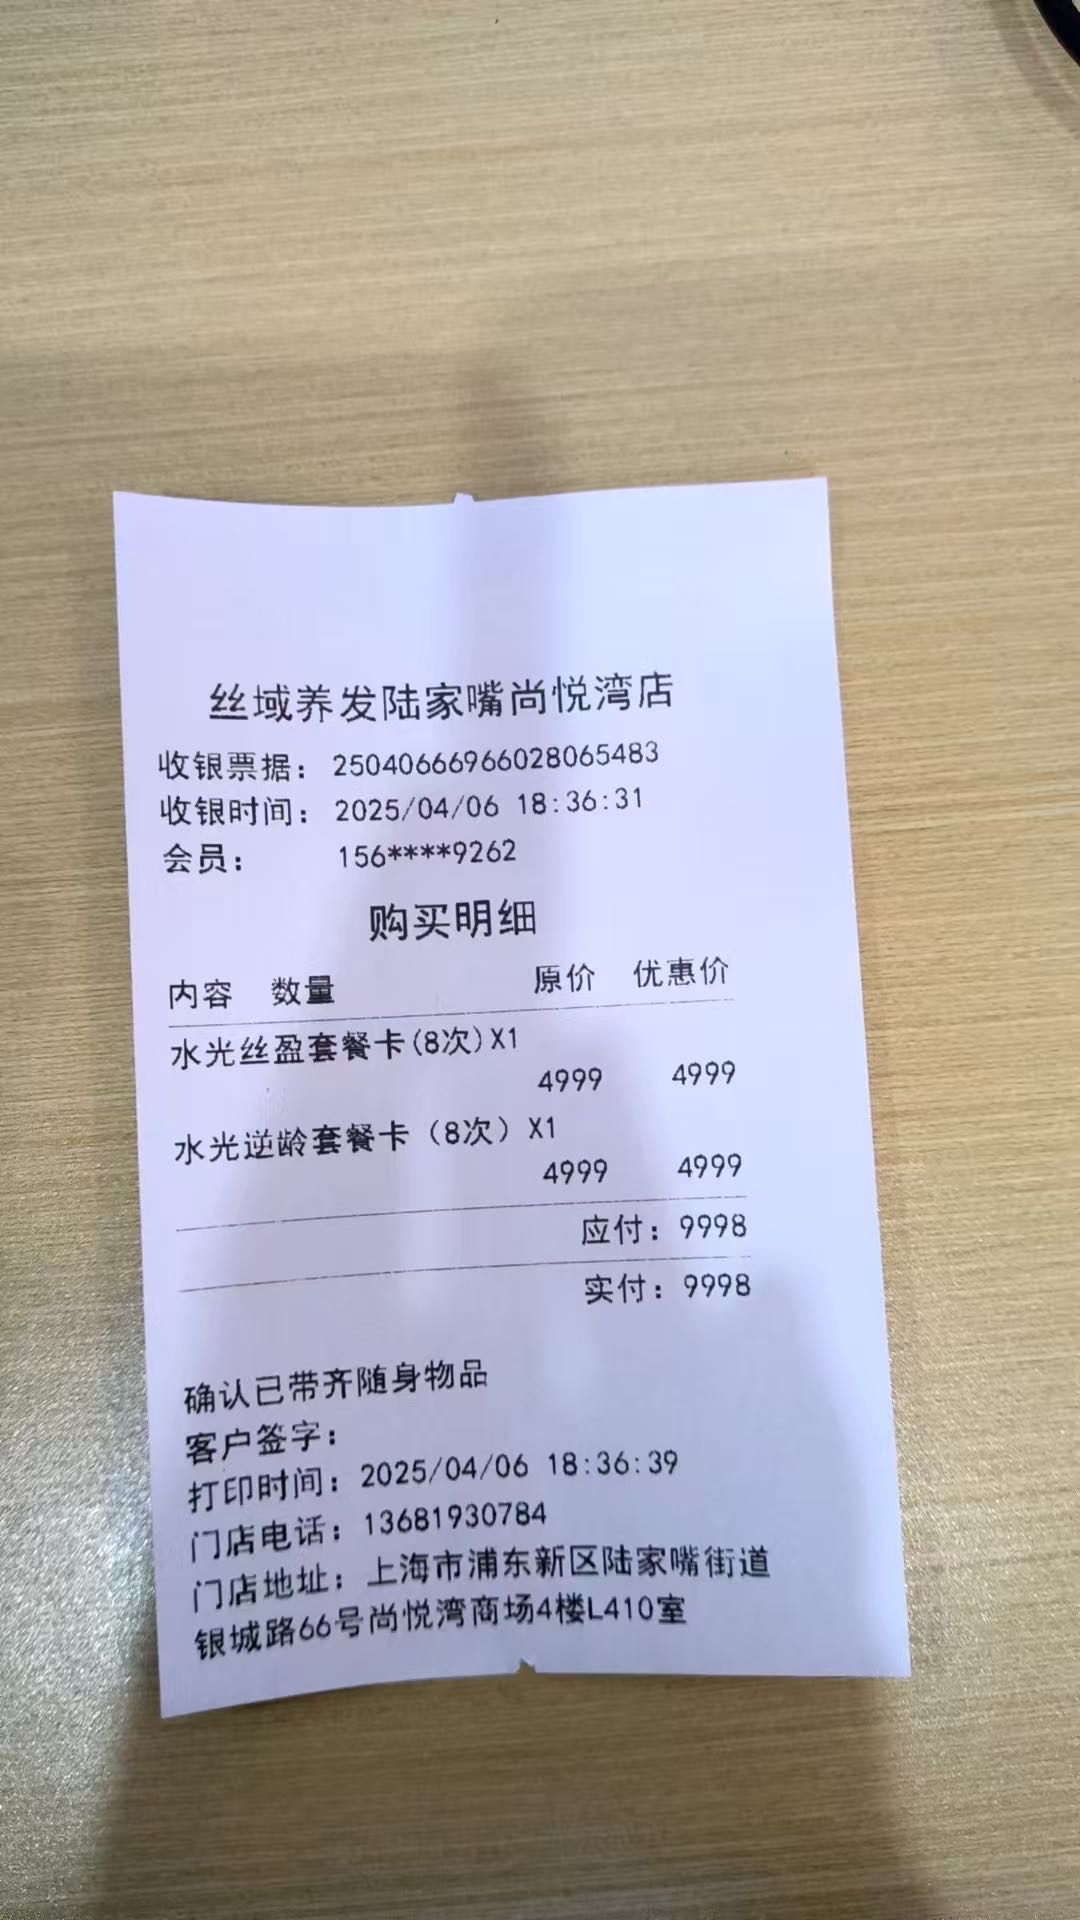 丝域养发陆家嘴尚悦湾店
收银票据： 25040666966028065483
收银时间： 2025/04/06 18:36:31
会员： 156****9262
购买明细
内容 数量 原价 优惠价
水光丝盈套餐卡(8次)X1
4999 4999
水光逆龄套餐卡（8次）X1
4999 4999
应付：9998
实付：9998
确认已带齐随身物品
客户签字：
打印时间：2025/04/06 18:36:39
门店电话：13681930784
门店地址：上海市浦东新区陆家嘴街道
银城路66号尚悦湾商场4楼L410室